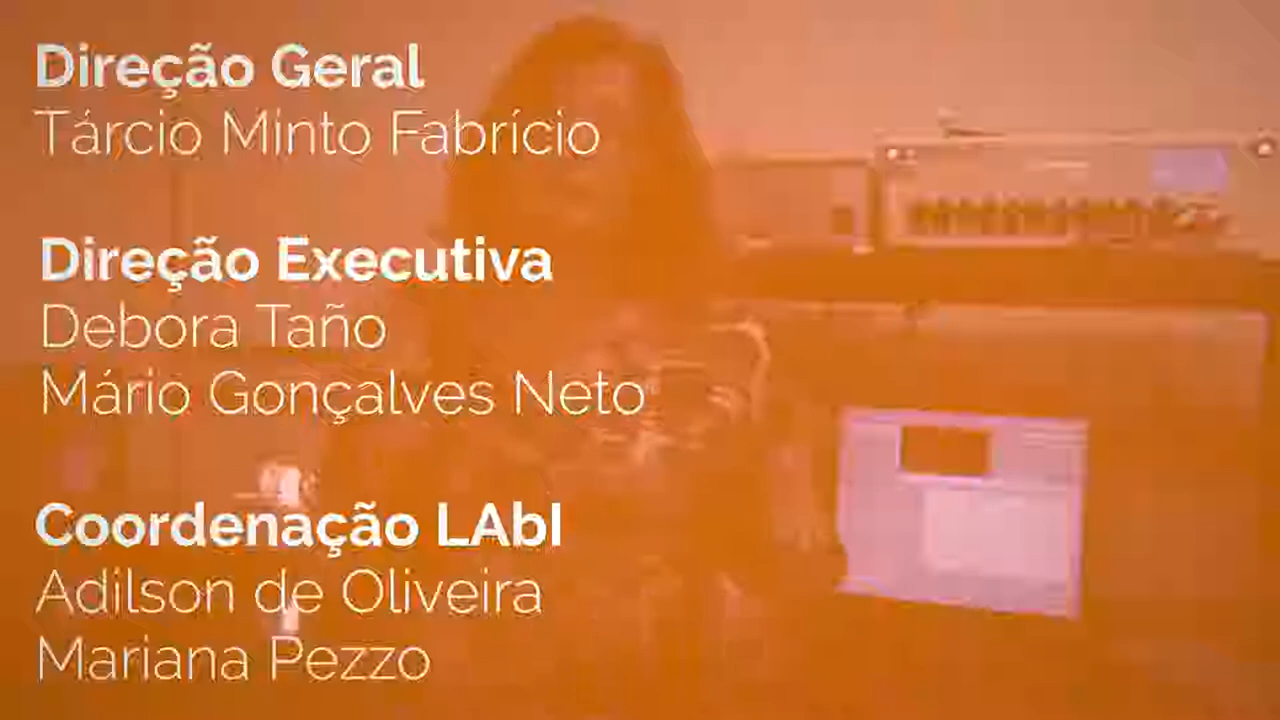 Direção Geral
Tárcio Minto Fabrício
Direção Executiva
Debora Taño
Mário Gonçalves Neto
Coordenação LAbI
Adilson de Oliveira
Mariana Pezzo